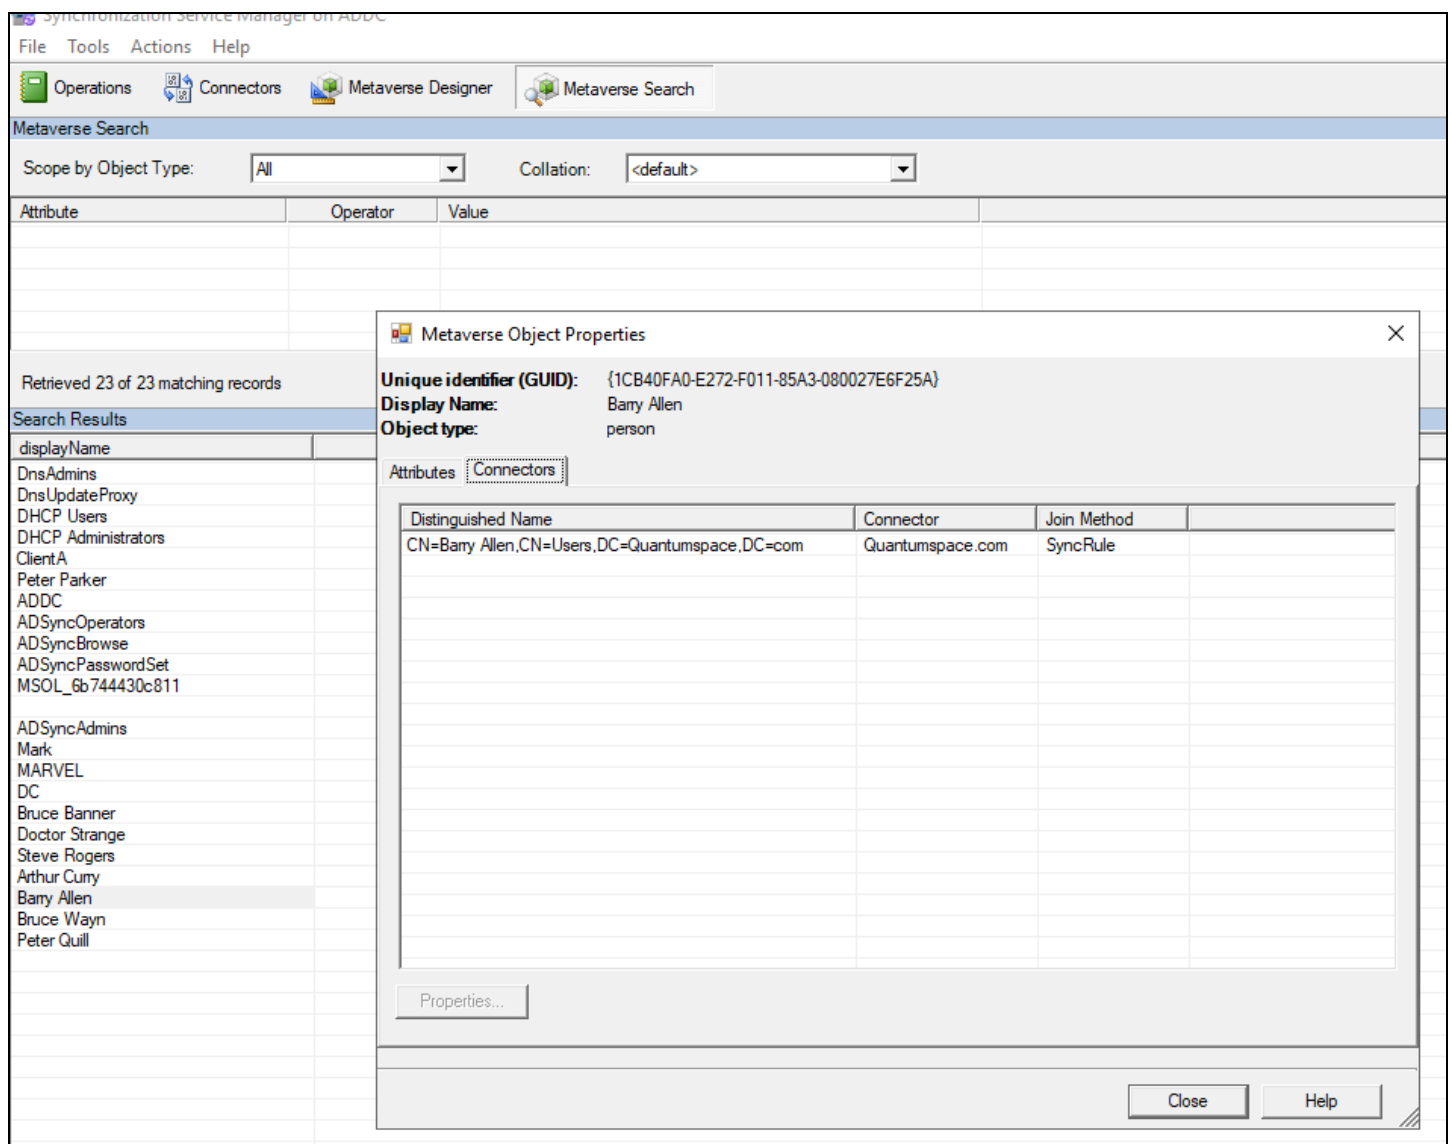 Synchronization Service Manager on ADDC
File Tools Actions Help
Operations Connectors Metaverse Designer Metaverse Search
Metaverse Search
Scope by Object Type: All Collation: <default>
Attribute Operator Value
Metaverse Object Properties
Unique identifier (GUID): {1CB40FA0-E272-F011-85A3-080027E6F25A}
Display Name: Barry Allen
Object type: person
Attributes Connectors
Distinguished Name Connector Join Method
CN=Barry Allen,CN=Users,DC=Quantumspace,DC=com Quantumspace.com SyncRule
Properties...
Close Help
Retrieved 23 of 23 matching records
Search Results
displayName
DnsAdmins
DnsUpdateProxy
DHCP Users
DHCP Administrators
ClientA
Peter Parker
ADDC
ADSyncOperators
ADSyncBrowse
ADSyncPasswordSet
MSOL_6b744430c811
ADSyncAdmins
Mark
MARVEL
DC
Bruce Banner
Doctor Strange
Steve Rogers
Arthur Curry
Barry Allen
Bruce Wayn
Peter Quill